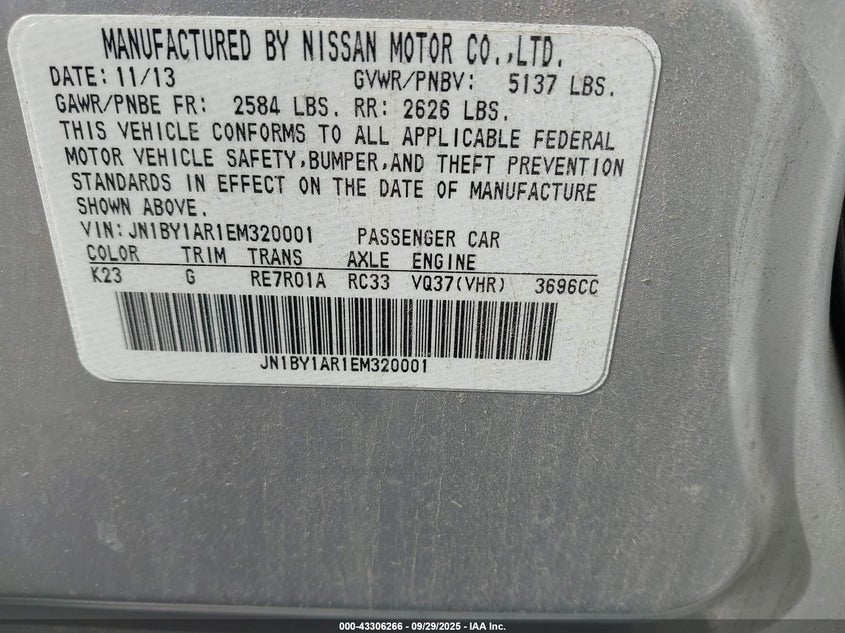 MANUFACTURED BY NISSAN MOTOR CO.,LTD.
DATE: 11/13 GVWR/PNBV: 5137 LBS.
GAWR/PNBE FR: 2584 LBS. RR: 2626 LBS.
THIS VEHICLE CONFORMS TO ALL APPLICABLE FEDERAL
MOTOR VEHICLE SAFETY,BUMPER,AND THEFT PREVENTION
STANDARDS IN EFFECT ON THE DATE OF MANUFACTURE
SHOWN ABOVE.
VIN: JN1BY1AR1EM320001 PASSENGER CAR
COLOR TRIM TRANS AXLE ENGINE
K23 G RE7R01A RC33 VQ37(VHR) 3696CC
JN1BY1AR1EM320001
000-43306266 - 09/29/2025 - IAA Inc.